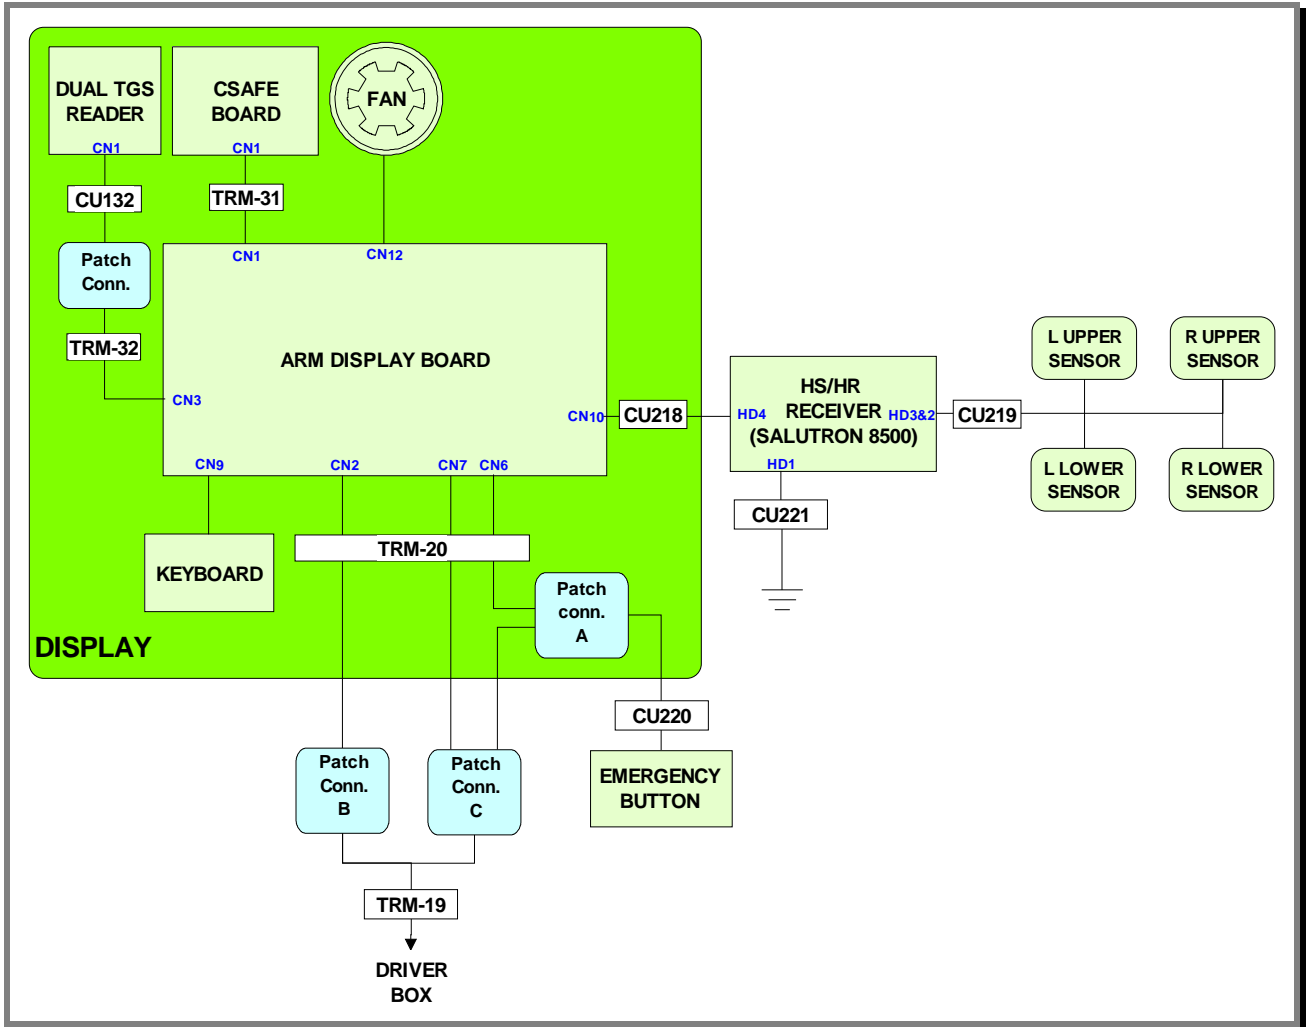 DUAL TGS
READER
CN1
CSAFE
BOARD
CN1
FAN
CU132
TRM-31
Patch
Conn.
CN1
CN12
TRM-32
ARM DISPLAY BOARD
CN3
CN10
CU218
HS/HR
RECEIVER
(SALUTRON 8500)
HD4
HD3&2
HD1
CU219
L UPPER
SENSOR
R UPPER
SENSOR
L LOWER
SENSOR
R LOWER
SENSOR
CU221
CN9
CN2
CN7
CN6
TRM-20
KEYBOARD
Patch
conn.
A
DISPLAY
CU220
EMERGENCY
BUTTON
Patch
Conn.
B
Patch
Conn.
C
TRM-19
DRIVER
BOX